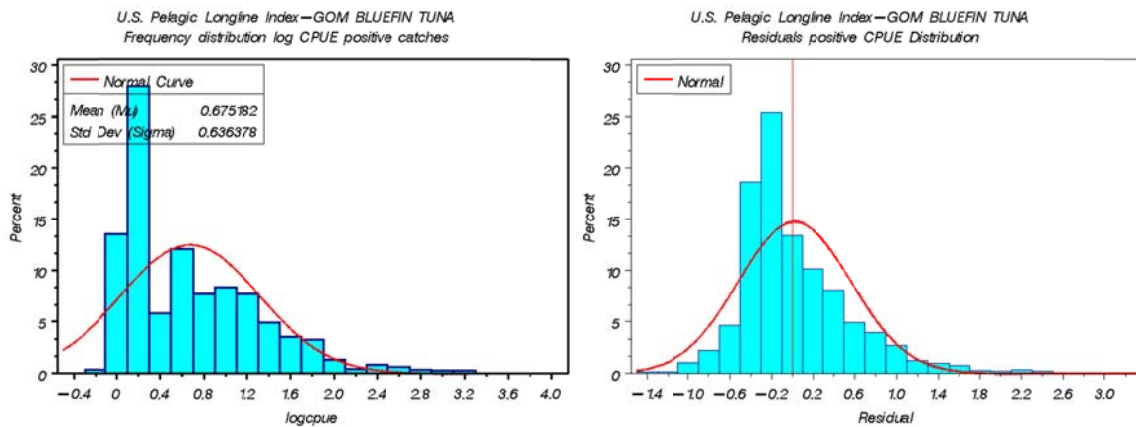 U.S. Pelagic Longline Index—GOM BLUEFIN TUNA
Frequency distribution log CPUE positive catches
30
25
20
15
10
5
0
Percent
Normal Curve
Mean (Mu) 0.675182
Std Dev (Sigma) 0.636378
−0.4 0 0.4 0.8 1.2 1.6 2.0 2.4 2.8 3.2 3.6 4.0
logcpue
U.S. Pelagic Longline Index—GOM BLUEFIN TUNA
Residuals positive CPUE Distribution
30
25
20
15
10
5
0
Percent
Normal
−1.4 −1.0 −0.6 −0.2 0.2 0.6 1.0 1.4 1.8 2.2 2.6 3.0
Residual